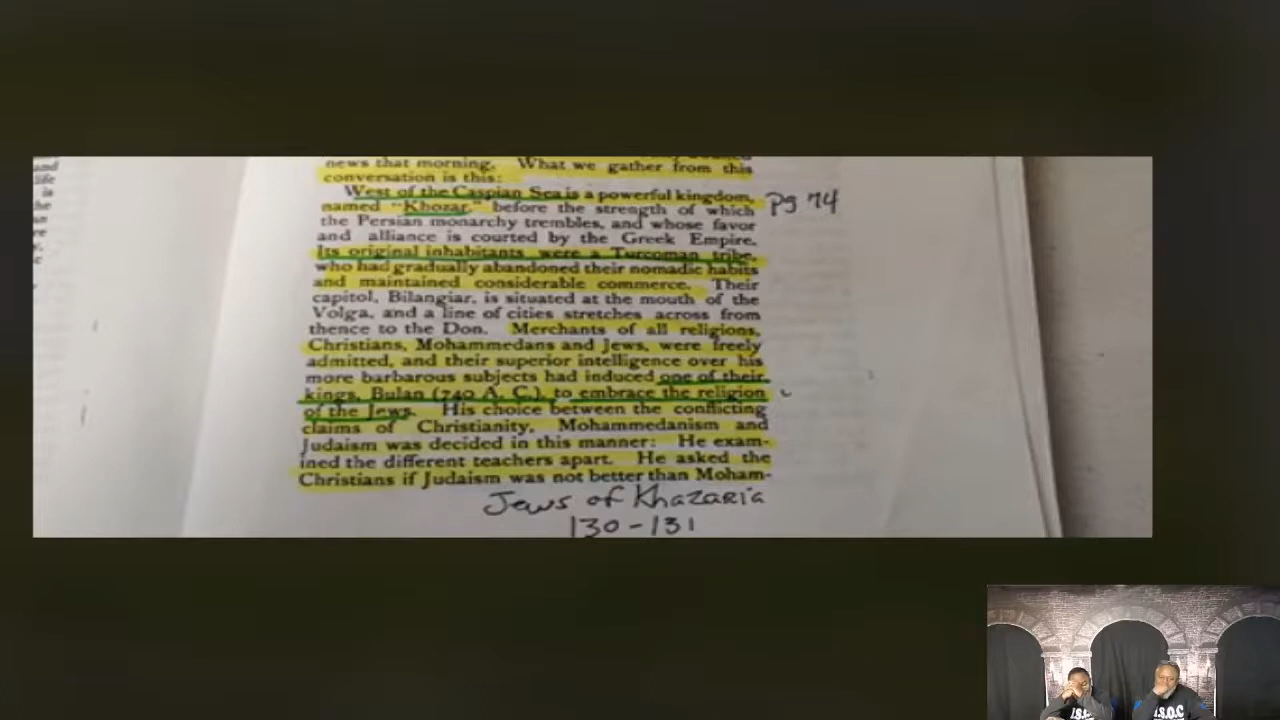 news that morning. What we gather from this
conversation is this:
West of the Caspian Sea is a powerful kingdom, pg 74
named "Khozar," before the strength of which
the Persian monarchy trembles, and whose favor
and alliance is courted by the Greek Empire.
Its original inhabitants were a Turcoman tribe,
who had gradually abandoned their nomadic habits
and maintained considerable commerce. Their
capitol, Bilangiar, is situated at the mouth of the
Volga, and a line of cities stretches across from
thence to the Don. Merchants of all religions,
Christians, Mohammedans and Jews, were freely
admitted, and their superior intelligence over his
more barbarous subjects had induced one of their
kings, Bulan (740 A. C.), to embrace the religion
of the Jews. His choice between the conflicting
claims of Christianity, Mohammedanism and
Judaism was decided in this manner: He exam-
ined the different teachers apart. He asked the
Christians if Judaism was not better than Moham-
Jews of Khazaria
130-131